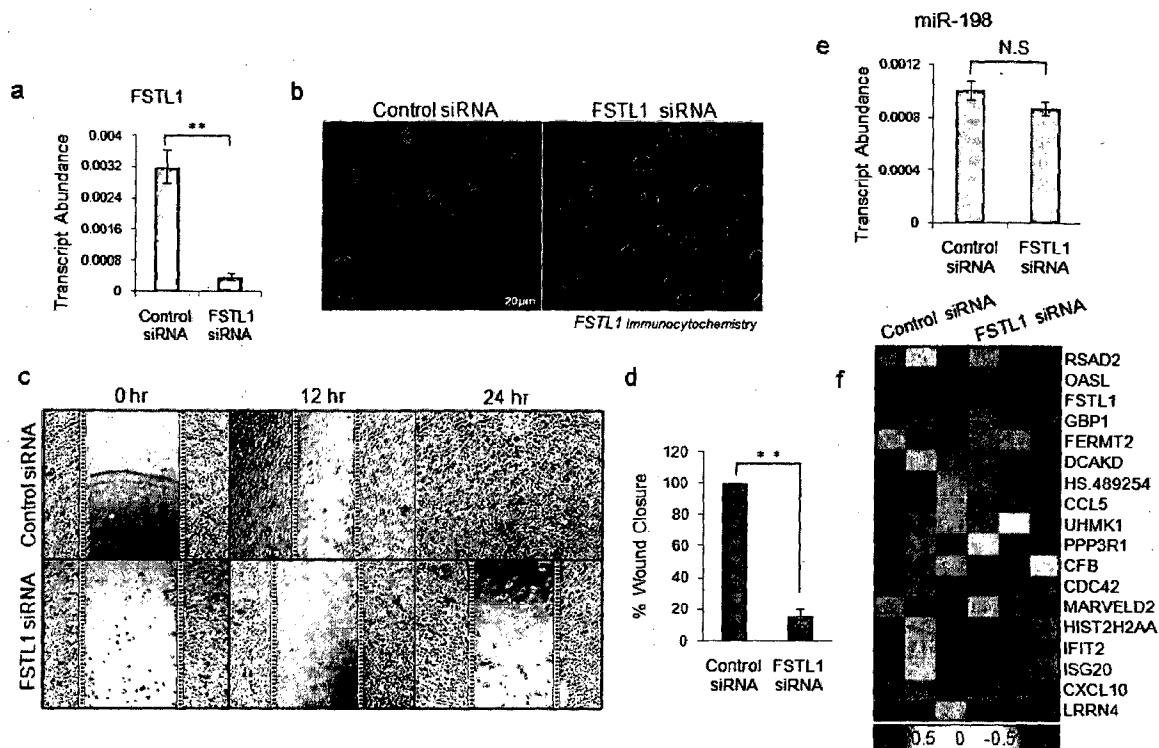 a
FSTL1
**
Transcript Abundance
0.004
0.0032
0.0024
0.0016
0.0008
0
Control siRNA
FSTL1 siRNA
b
Control siRNA
FSTL1 siRNA
20µm
FSTL1 Immunocytochemistry
e
miR-198
N.S
Transcript Abundance
0.0012
0.0008
0.0004
0
Control siRNA
FSTL1 siRNA
c
0 hr
12 hr
24 hr
Control siRNA
FSTL1 siRNA
d
**
% Wound Closure
120
100
80
60
40
20
0
Control siRNA
FSTL1 siRNA
f
Control siRNA
FSTL1 siRNA
RSAD2
OASL
FSTL1
GBP1
FERMT2
DCAKD
HS.489254
CCL5
UHMK1
PPP3R1
CFB
CDC42
MARVELD2
HIST2H2AA
IFIT2
ISG20
CXCL10
LRRN4
0.5 0 -0.5